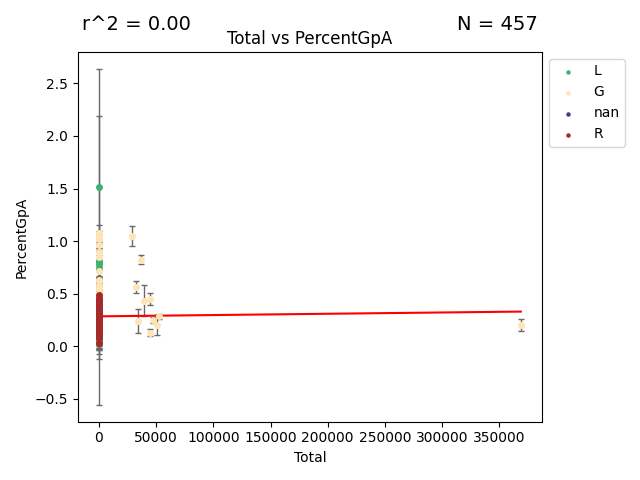 r^2 = 0.00
N = 457
Total vs PercentGpA
L
G
nan
R
PercentGpA
2.5
2.0
1.5
1.0
0.5
0.0
−0.5
0 50000 100000 150000 200000 250000 300000 350000
Total